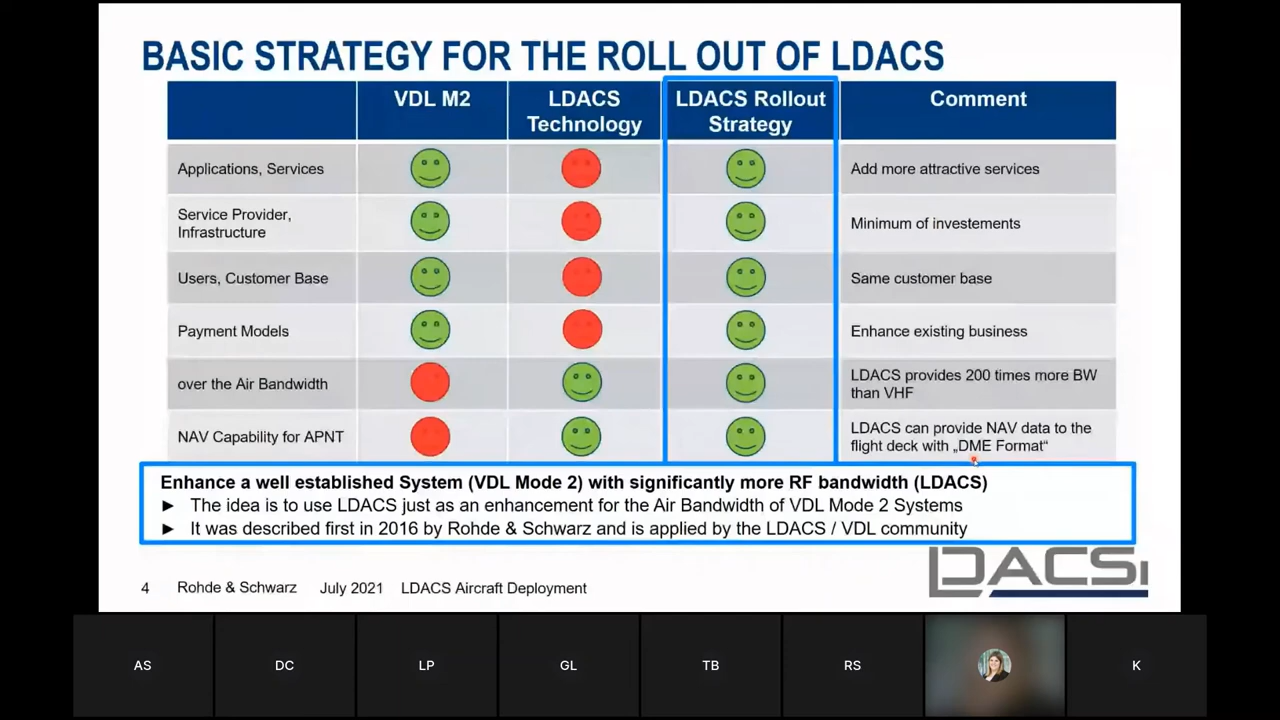 BASIC STRATEGY FOR THE ROLL OUT OF LDACS
VDL M2
LDACS
Technology
LDACS Rollout
Strategy
Comment
Applications, Services
Add more attractive services
Service Provider,
Infrastructure
Minimum of investements
Users, Customer Base
Same customer base
Payment Models
Enhance existing business
over the Air Bandwidth
LDACS provides 200 times more BW
than VHF
NAV Capability for APNT
LDACS can provide NAV data to the
flight deck with „DME Format“
Enhance a well established System (VDL Mode 2) with significantly more RF bandwidth (LDACS)
► The idea is to use LDACS just as an enhancement for the Air Bandwidth of VDL Mode 2 Systems
► It was described first in 2016 by Rohde & Schwarz and is applied by the LDACS / VDL community
LDACSI
4 Rohde & Schwarz July 2021 LDACS Aircraft Deployment
AS
DC
LP
GL
TB
RS
K